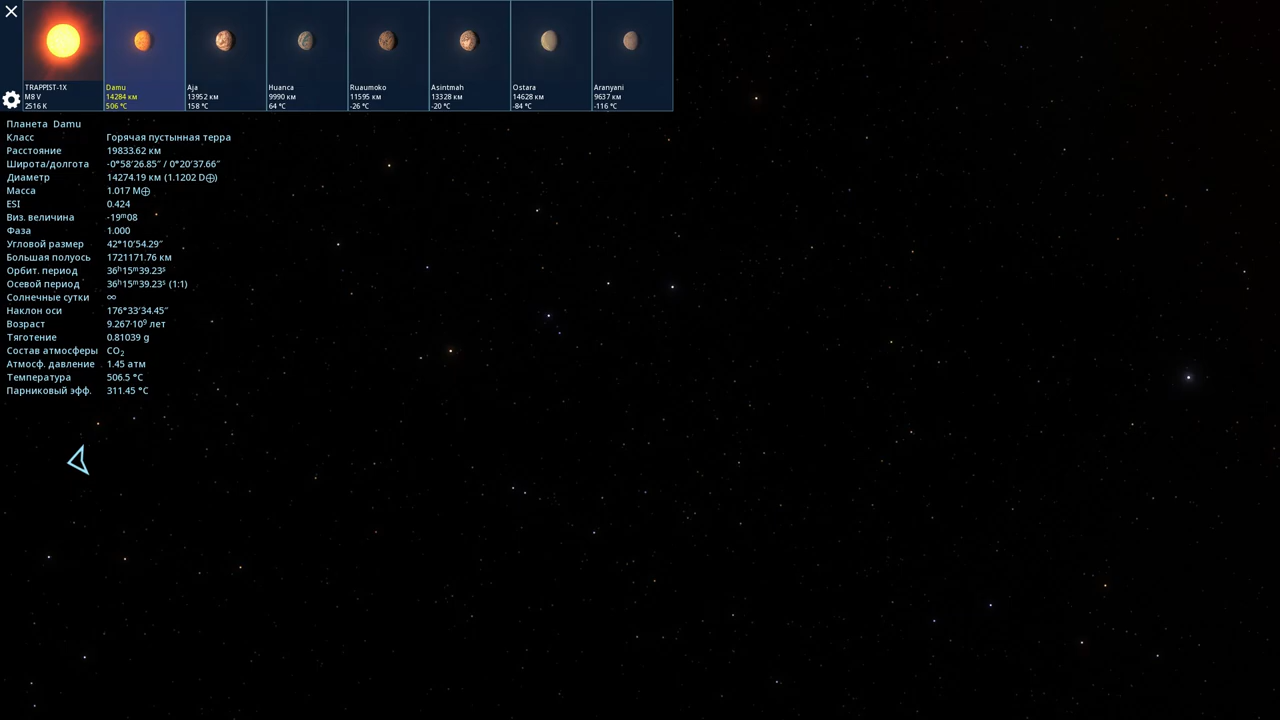 TRAPPIST-1X
M8 V
2516 K
Damu
14284 км
506 °C
Aja
13952 км
158 °C
Huanca
9990 км
64 °C
Ruaumoko
11595 км
-26 °C
Asintmah
13328 км
-20 °C
Ostara
14628 км
-84 °C
Aranyani
9637 км
-116 °C
Планета Damu
Класс Горячая пустынная терра
Расстояние 19833.62 км
Широта/долгота -0°58′26.85″ / 0°20′37.66″
Диаметр 14274.19 км (1.1202 D⊕)
Масса 1.017 M⊕
ESI 0.424
Виз. величина -19ᵐ08
Фаза 1.000
Угловой размер 42°10′54.29″
Большая полуось 1721171.76 км
Орбит. период 36ʰ15ᵐ39.23ˢ
Осевой период 36ʰ15ᵐ39.23ˢ (1:1)
Солнечные сутки ∞
Наклон оси 176°33′34.45″
Возраст 9.267·10⁹ лет
Тяготение 0.81039 g
Состав атмосферы CO₂
Атмосф. давление 1.45 атм
Температура 506.5 °C
Парниковый эфф. 311.45 °C